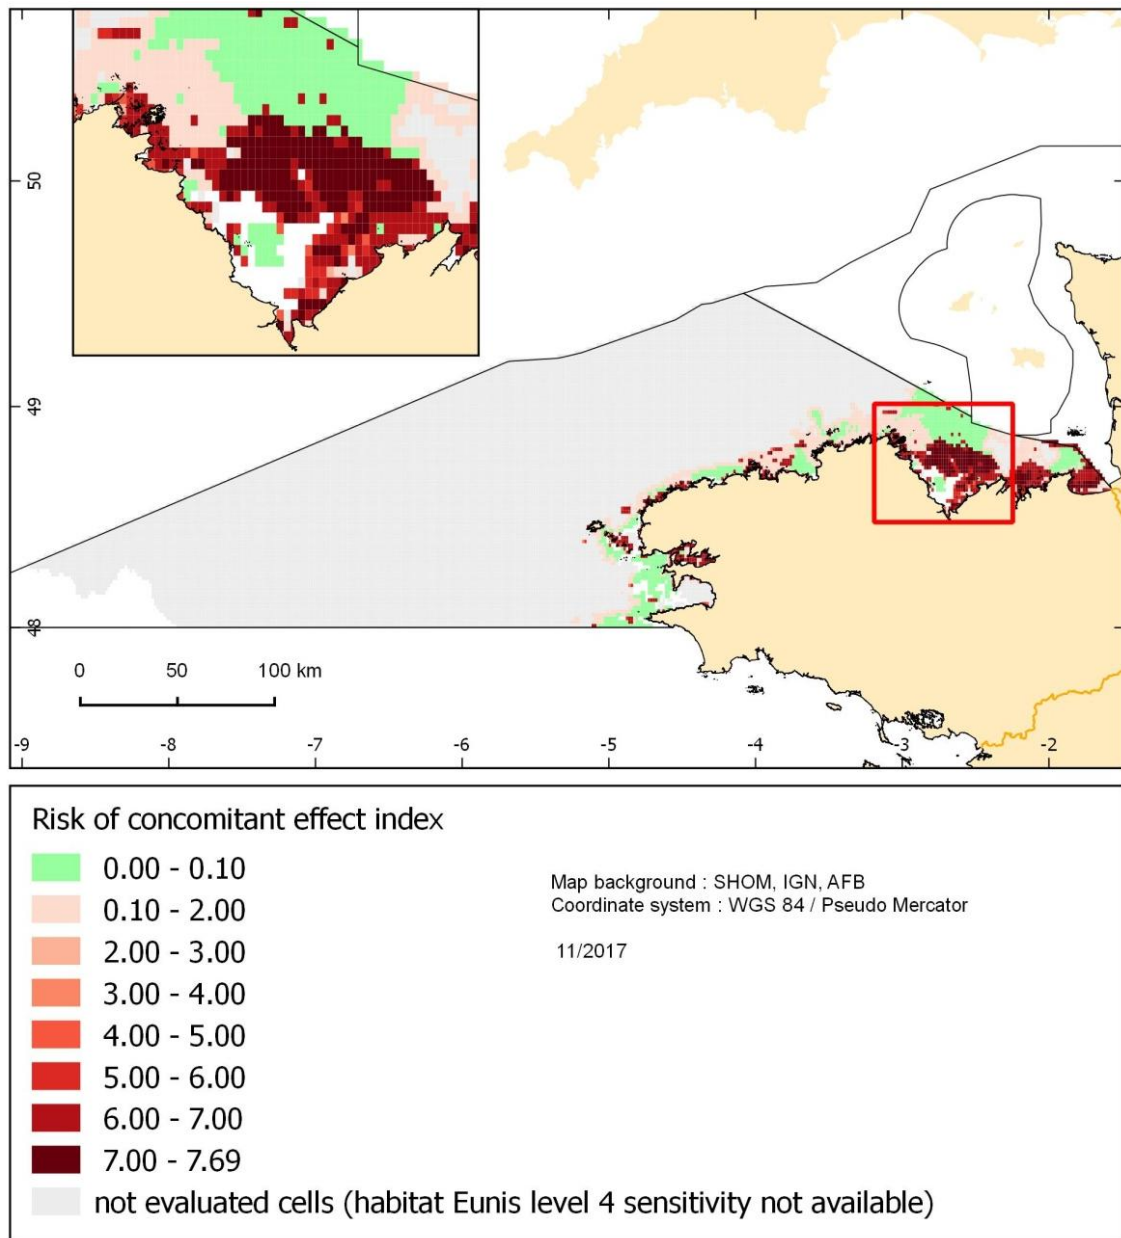 50
49
48
0 50 100 km
-9 -8 -7 -6 -5 -4 -3 -2
Risk of concomitant effect index
0.00 - 0.10
0.10 - 2.00
2.00 - 3.00
3.00 - 4.00
4.00 - 5.00
5.00 - 6.00
6.00 - 7.00
7.00 - 7.69
not evaluated cells (habitat Eunis level 4 sensitivity not available)
Map background : SHOM, IGN, AFB
Coordinate system : WGS 84 / Pseudo Mercator
11/2017